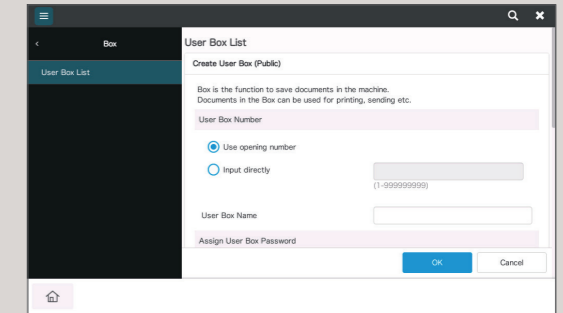 Box
User Box List
User Box List
Create User Box (Public)
Box is the function to save documents in the machine.
Documents in the Box can be used for printing, sending etc.
User Box Number
Use opening number
Input directly
(1-999999999)
User Box Name
Assign User Box Password
OK
Cancel